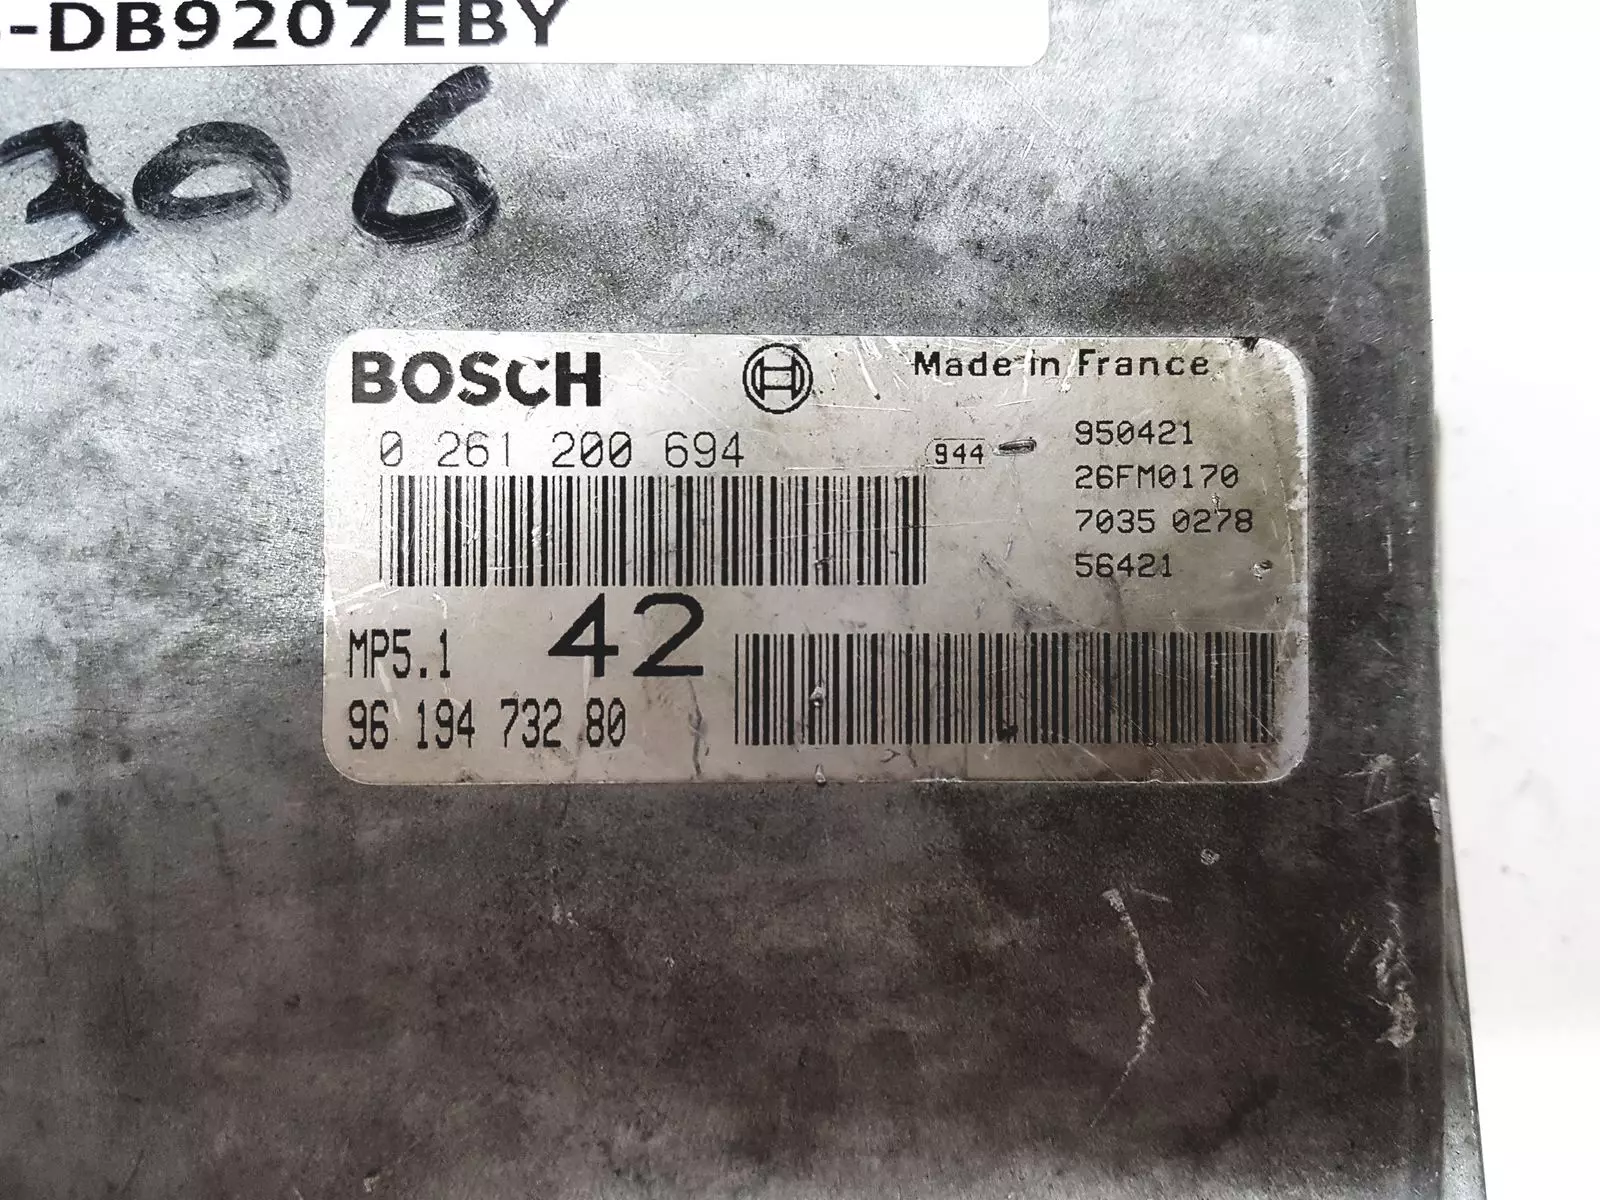 -DB9207EBY
306
BOSCH
Made in France
0 261 200 694
944
950421
26FM0170
7035 0278
56421
MP5.1
42
96 194 732 80